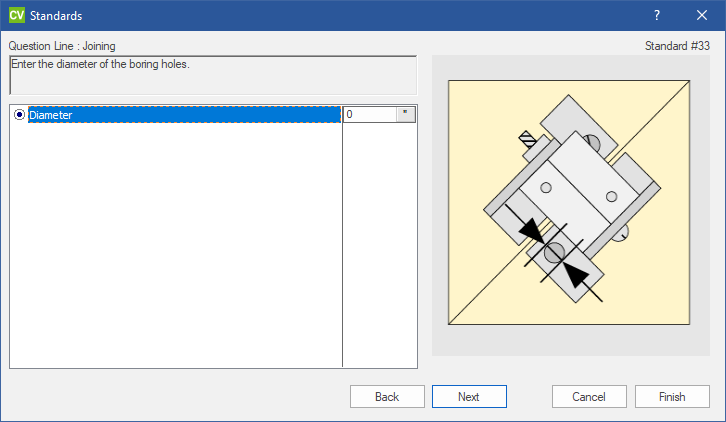 CV Standards ?
Question Line : Joining Standard #33
Enter the diameter of the boring holes.
Diameter 0 "
Back Next Cancel Finish